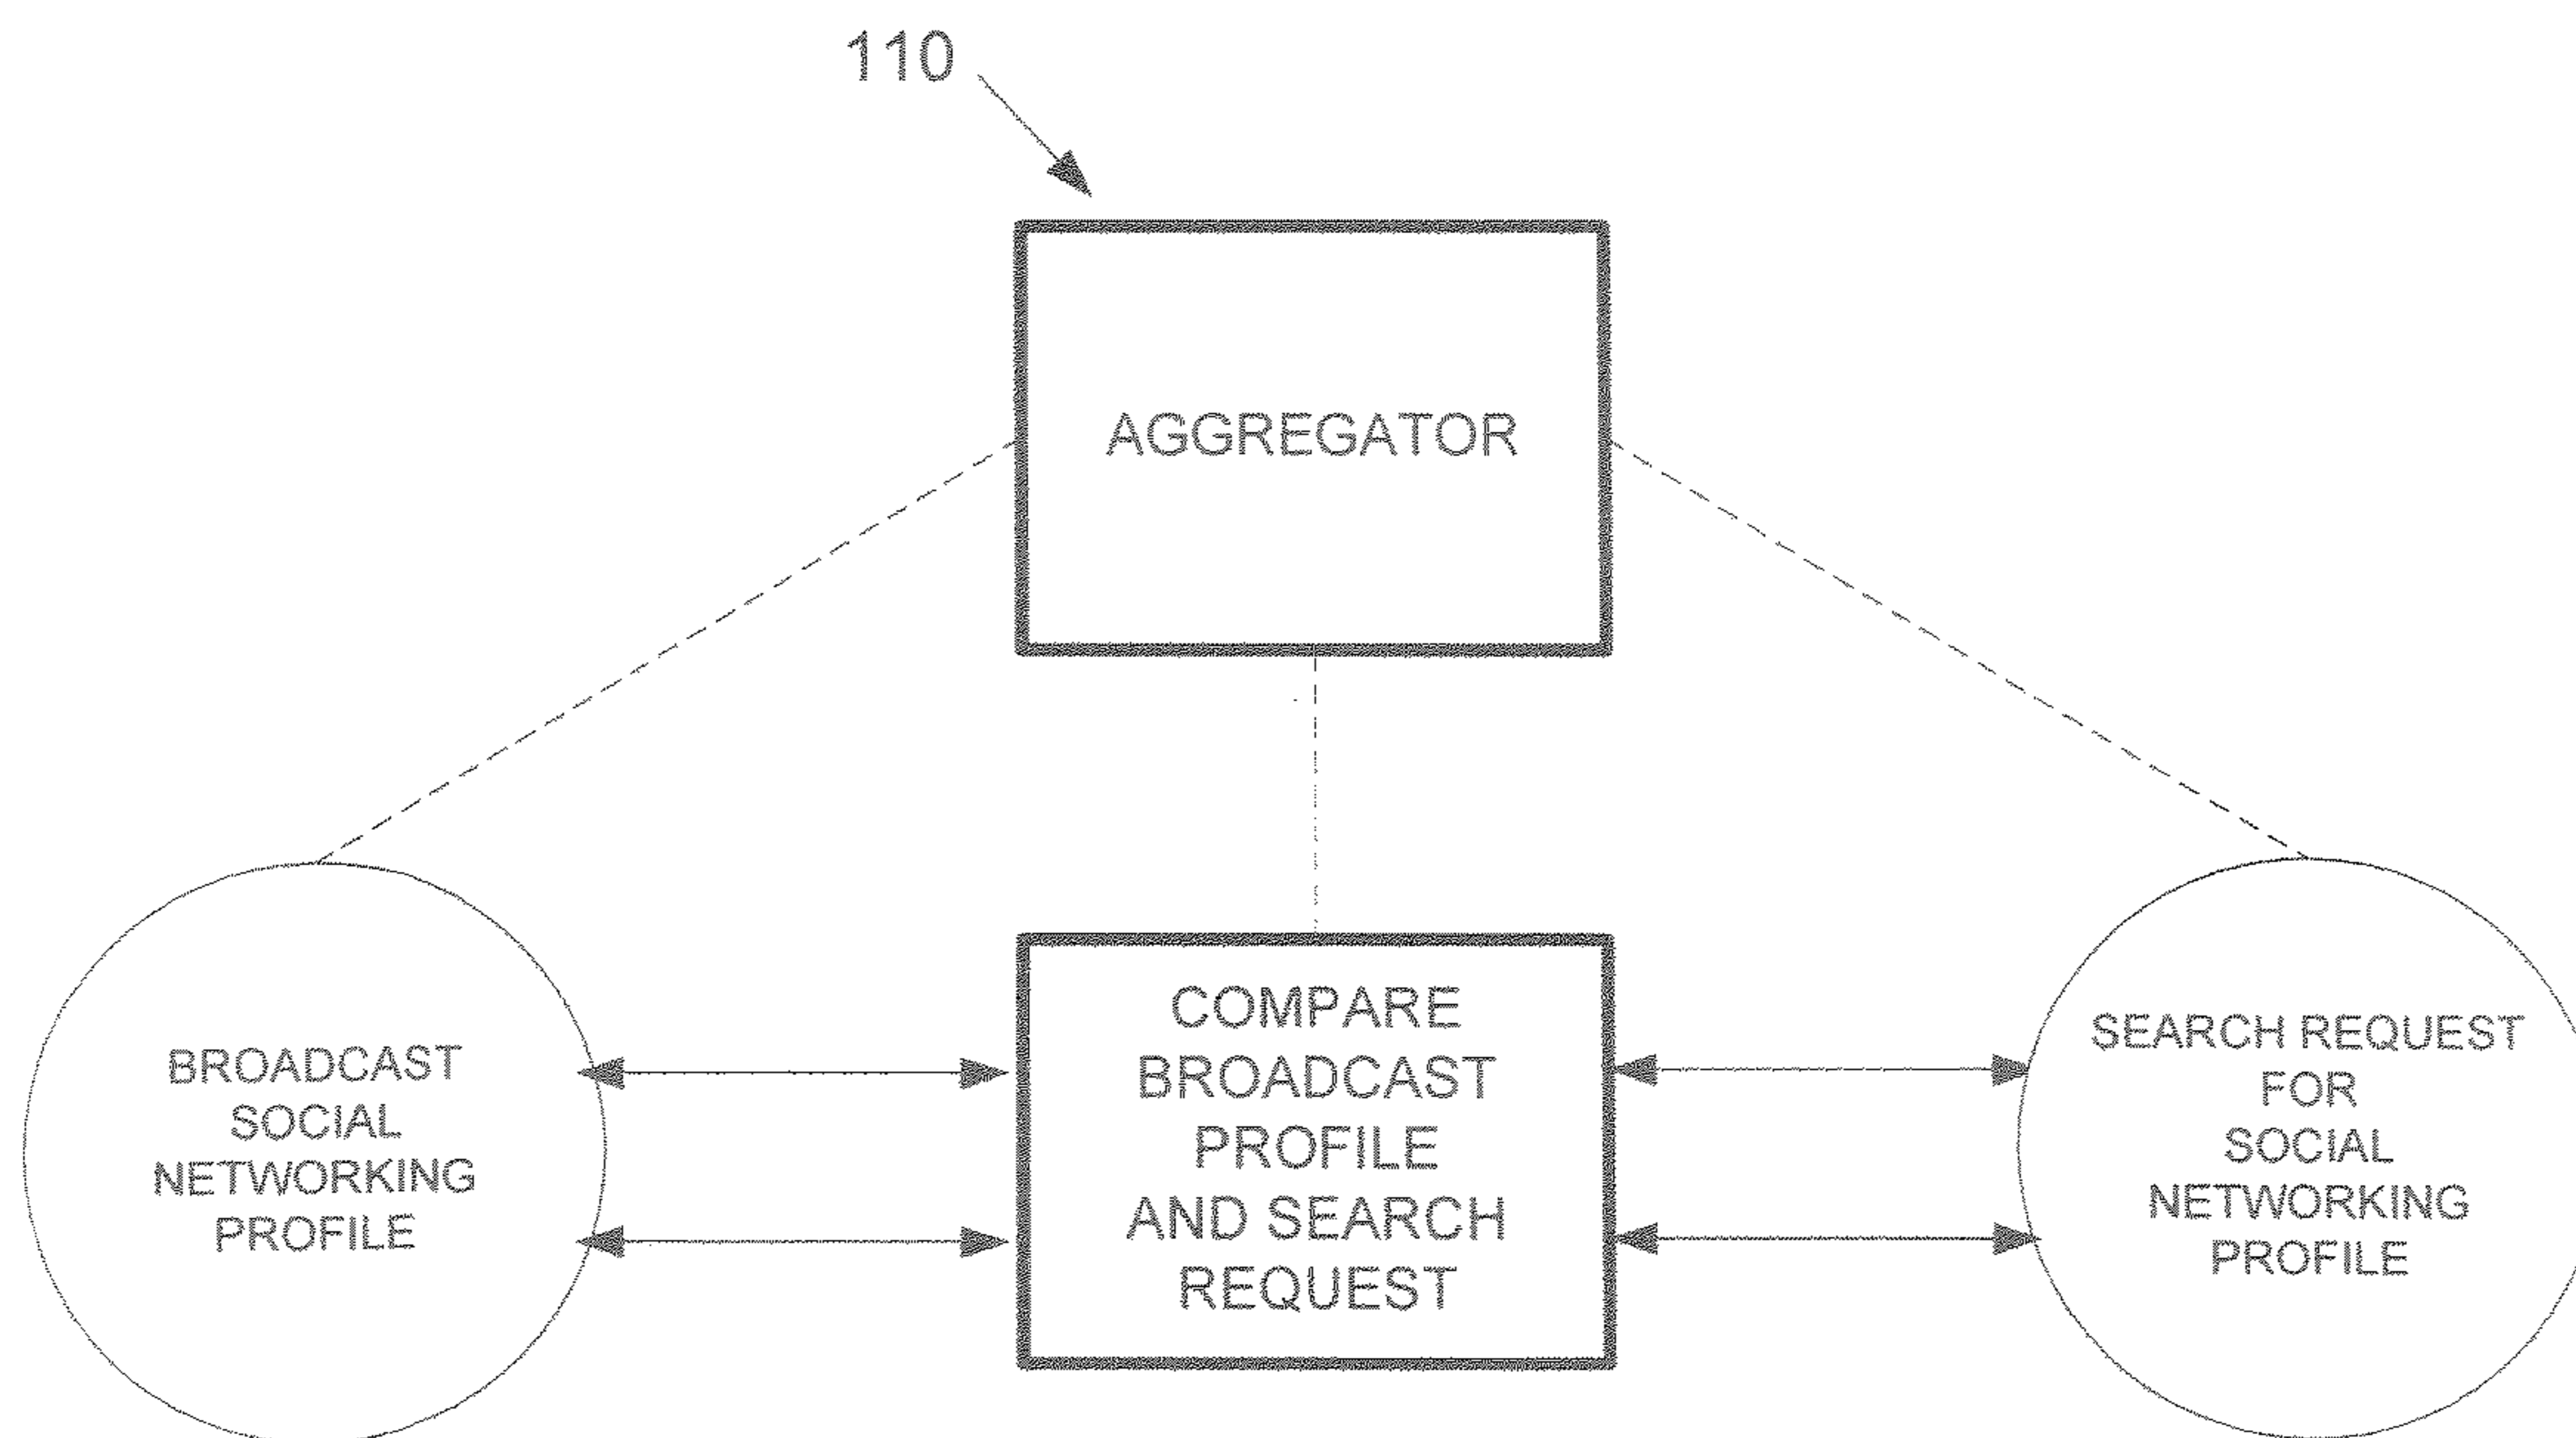 110
AGGREGATOR
BROADCAST
SOCIAL
NETWORKING
PROFILE
COMPARE
BROADCAST
PROFILE
AND SEARCH
REQUEST
SEARCH REQUEST
FOR
SOCIAL
NETWORKING
PROFILE